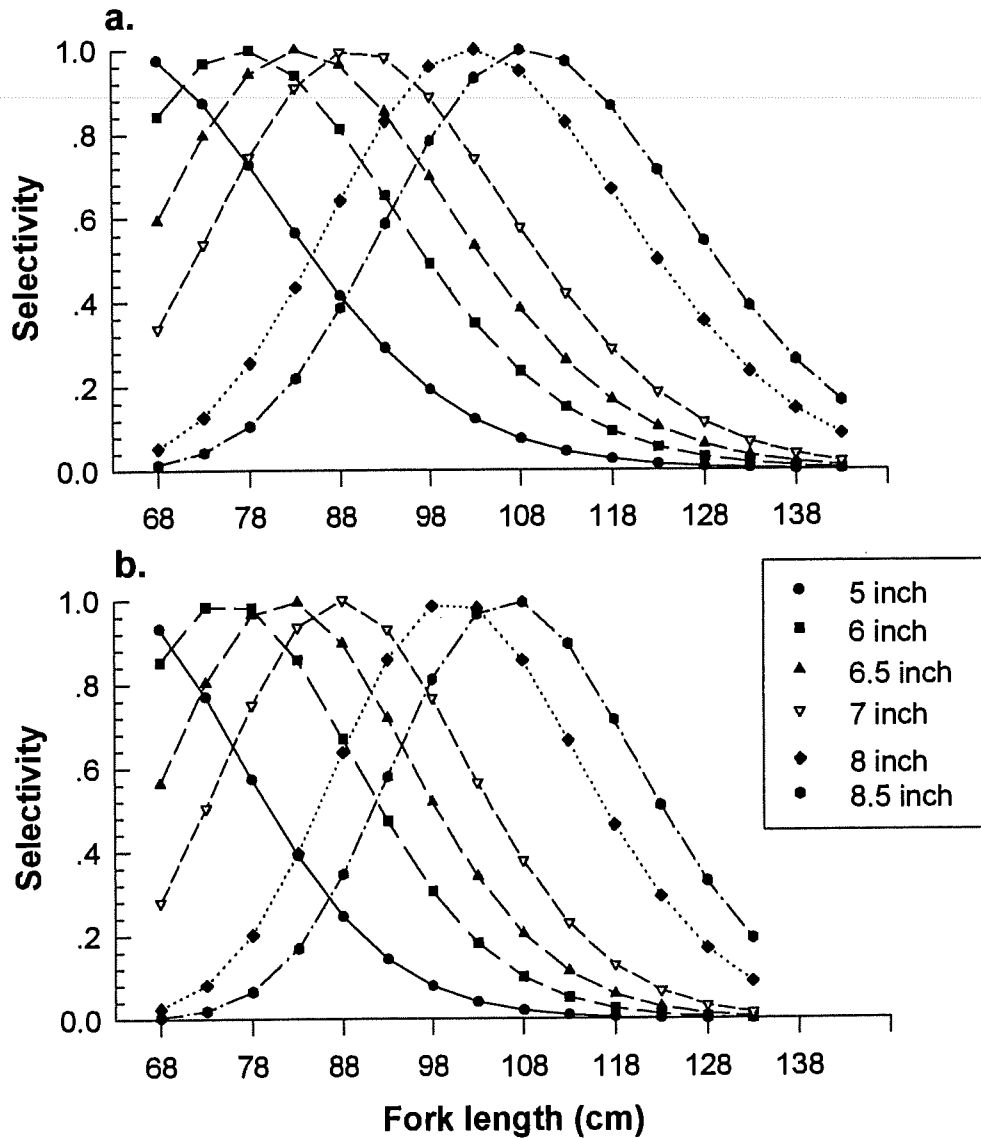 a.
1.0
.8
.6
.4
.2
0.0
Selectivity
68 78 88 98 108 118 128 138
b.
1.0
.8
.6
.4
.2
0.0
Selectivity
68 78 88 98 108 118 128 138
Fork length (cm)
5 inch
6 inch
6.5 inch
7 inch
8 inch
8.5 inch